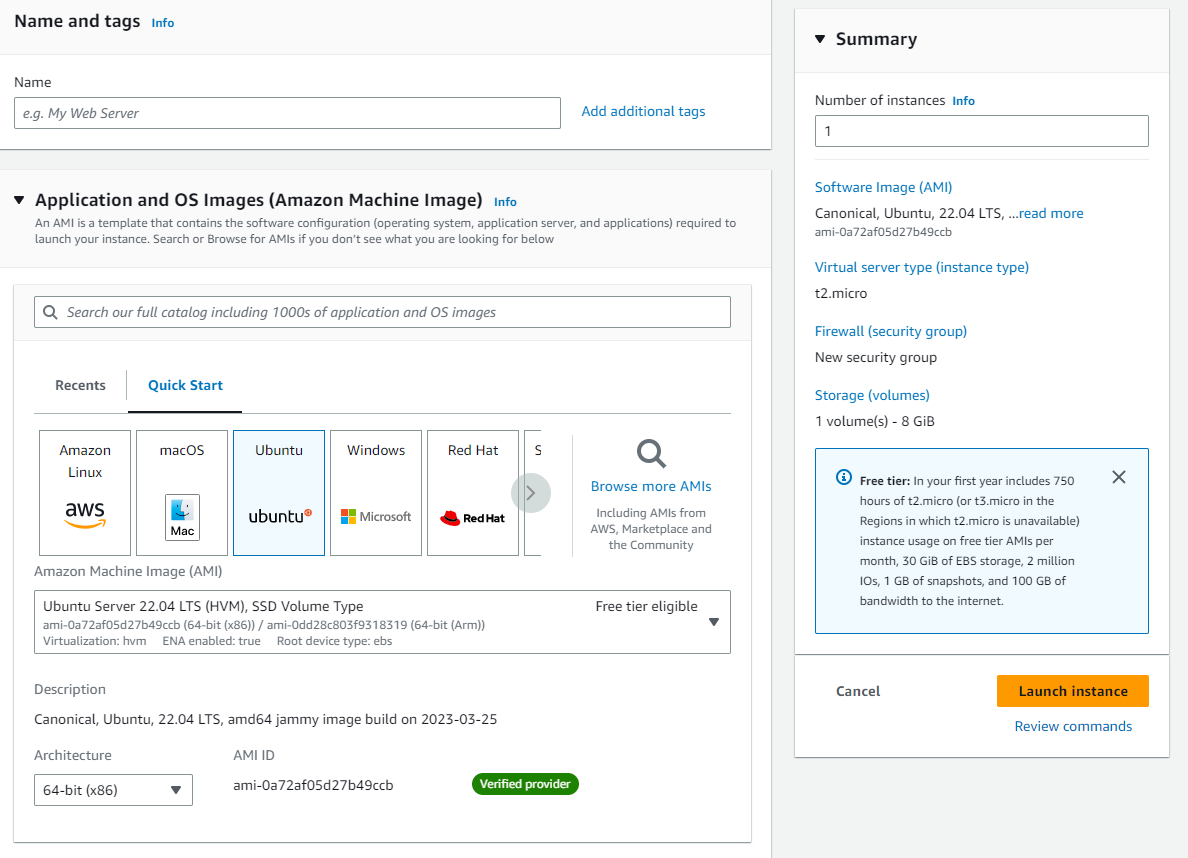 Name and tags Info
Name
e.g. My Web Server
Add additional tags
Application and OS Images (Amazon Machine Image) Info
An AMI is a template that contains the software configuration (operating system, application server, and applications) required to
launch your instance. Search or Browse for AMIs if you don't see what you are looking for below
Search our full catalog including 1000s of application and OS images
Recents
Quick Start
Amazon
Linux
aws
macOS
Mac
Ubuntu
ubuntu
Windows
Microsoft
Red Hat
Red Hat
S
Browse more AMIs
Including AMIs from
AWS, Marketplace and
the Community
Amazon Machine Image (AMI)
Ubuntu Server 22.04 LTS (HVM), SSD Volume Type
Free tier eligible
ami-0a72af05d27b49ccb (64-bit (x86)) / ami-0dd28c803f9318319 (64-bit (Arm))
Virtualization: hvm ENA enabled: true Root device type: ebs
Description
Canonical, Ubuntu, 22.04 LTS, amd64 jammy image build on 2023-03-25
Architecture
64-bit (x86)
AMI ID
ami-0a72af05d27b49ccb
Verified provider
Summary
Number of instances Info
1
Software Image (AMI)
Canonical, Ubuntu, 22.04 LTS, ...read more
ami-0a72af05d27b49ccb
Virtual server type (instance type)
t2.micro
Firewall (security group)
New security group
Storage (volumes)
1 volume(s) - 8 GiB
Free tier: In your first year includes 750
hours of t2.micro (or t3.micro in the
Regions in which t2.micro is unavailable)
instance usage on free tier AMIs per
month, 30 GiB of EBS storage, 2 million
IOs, 1 GB of snapshots, and 100 GB of
bandwidth to the internet.
Cancel
Launch instance
Review commands